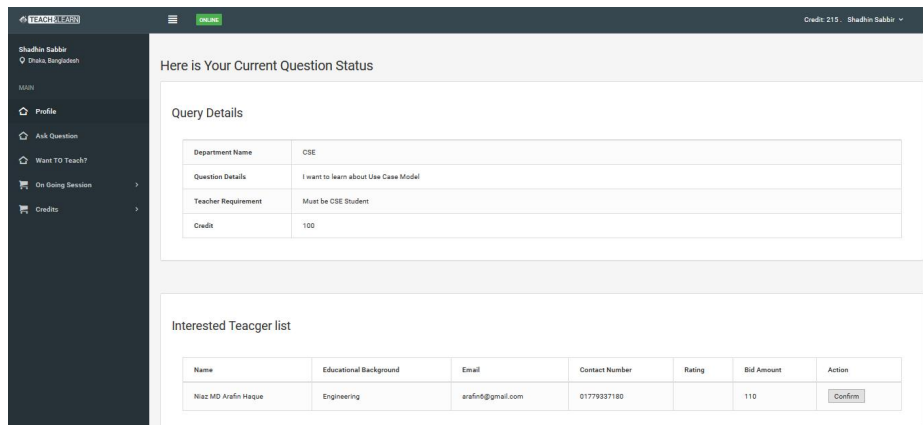 TEACH&LEARN
ONLINE
Credit: 215 . Shadhin Sabbir
Shadhin Sabbir
Dhaka, Bangladesh
MAIN
Profile
Ask Question
Want TO Teach?
On Going Session
Credits
Here is Your Current Question Status
Query Details
Department Name CSE
Question Details I want to learn about Use Case Model
Teacher Requirement Must be CSE Student
Credit 100
Interested Teacger list
Name Educational Background Email Contact Number Rating Bid Amount Action
Niaz MD Arafin Haque Engineering arafin6@gmail.com 01779337180 110 Confirm